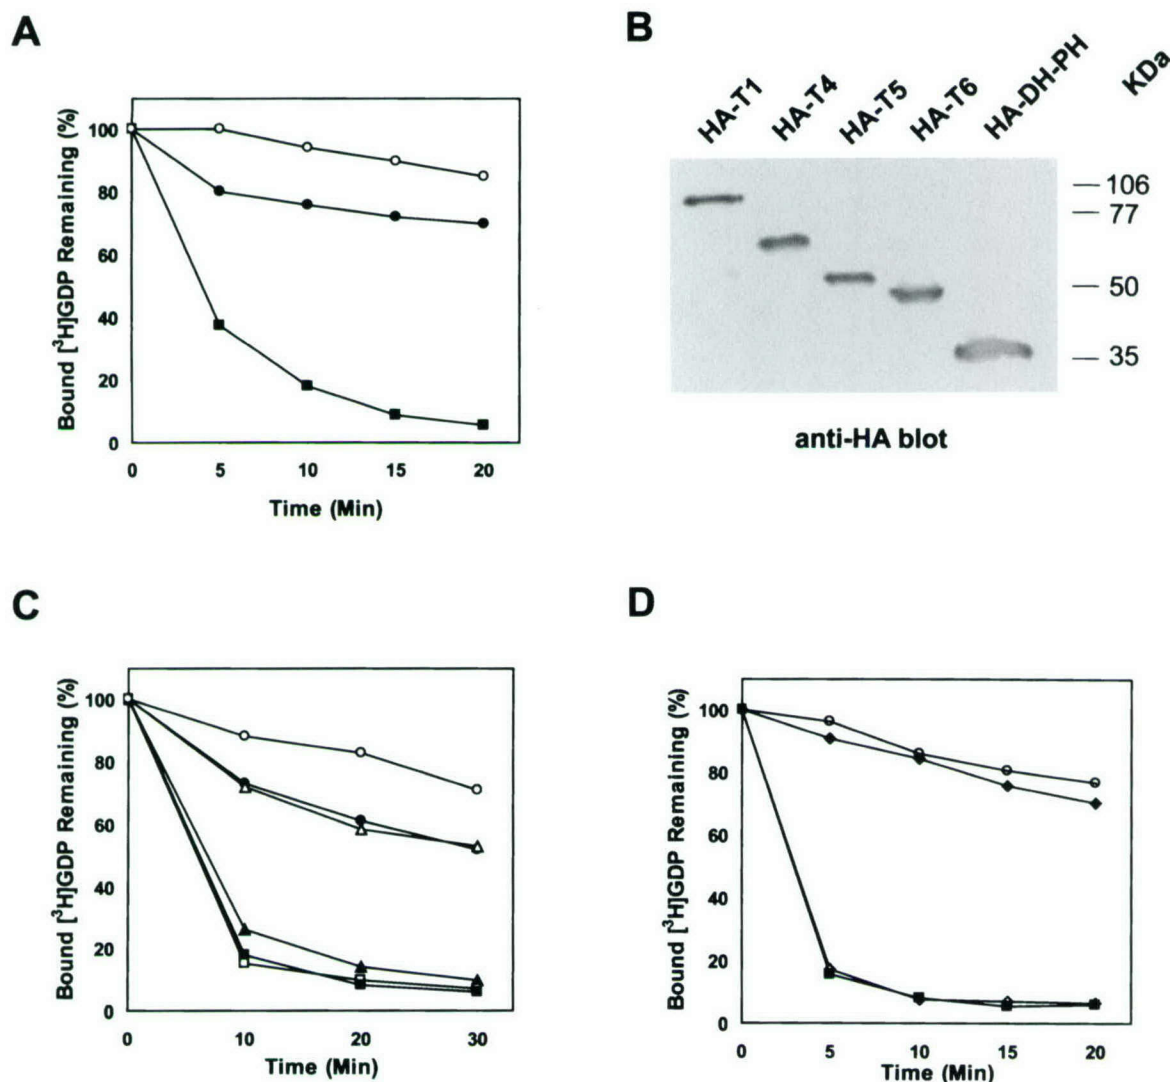 A
Bound [³H]GDP Remaining (%)
100
80
60
40
20
0
0 5 10 15 20
Time (Min)
B
HA-T1
HA-T4
HA-T5
HA-T6
HA-DH-PH
KDa
106
77
50
35
anti-HA blot
C
Bound [³H]GDP Remaining (%)
100
80
60
40
20
0
0 10 20 30
Time (Min)
D
Bound [³H]GDP Remaining (%)
100
80
60
40
20
0
0 5 10 15 20
Time (Min)